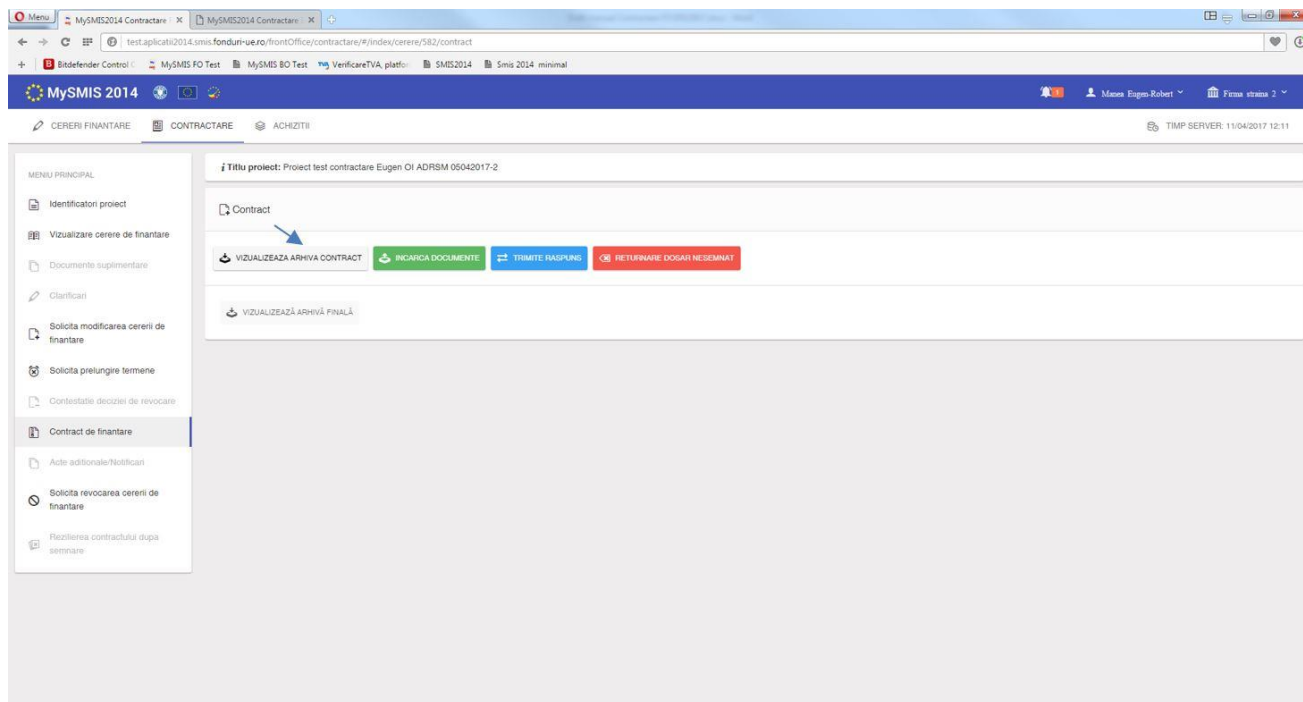 Menu
MySMIS2014 Contractare
MySMIS2014 Contractare
test.aplicatii2014.smis.fonduri-ue.ro/frontOffice/contractare/#/index/cerere/582/contract
Bitdefender Control C
MySMIS FO Test
MySMIS BO Test
VerificareTVA, platfor
SMIS2014
Smis 2014 minimal
MySMIS 2014
1
Manea Eugen-Robert
Firma straina 2
CERERI FINANTARE
CONTRACTARE
ACHIZITII
TIMP SERVER: 11/04/2017 12:11
MENIU PRINCIPAL
Identificatori proiect
Vizualizare cerere de finantare
Documente suplimentare
Clarificari
Solicita modificarea cererii de
finantare
Solicita prelungire termene
Contestatie deciziei de revocare
Contract de finantare
Acte aditionale/Notificari
Solicita revocarea cererii de
finantare
Rezilierea contractului dupa
semnare
i Titlu proiect: Proiect test contractare Eugen OI ADRSM 05042017-2
Contract
VIZUALIZEAZA ARHIVA CONTRACT
INCARCA DOCUMENTE
TRIMITE RASPUNS
RETURNARE DOSAR NESEMNAT
VIZUALIZEAZĂ ARHIVĂ FINALĂ